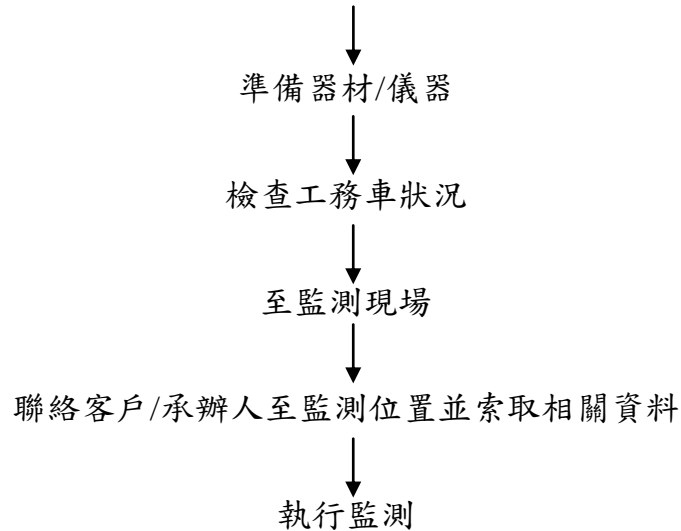 準備器材/儀器
檢查工務車狀況
至監測現場
聯絡客戶/承辦人至監測位置並索取相關資料
執行監測